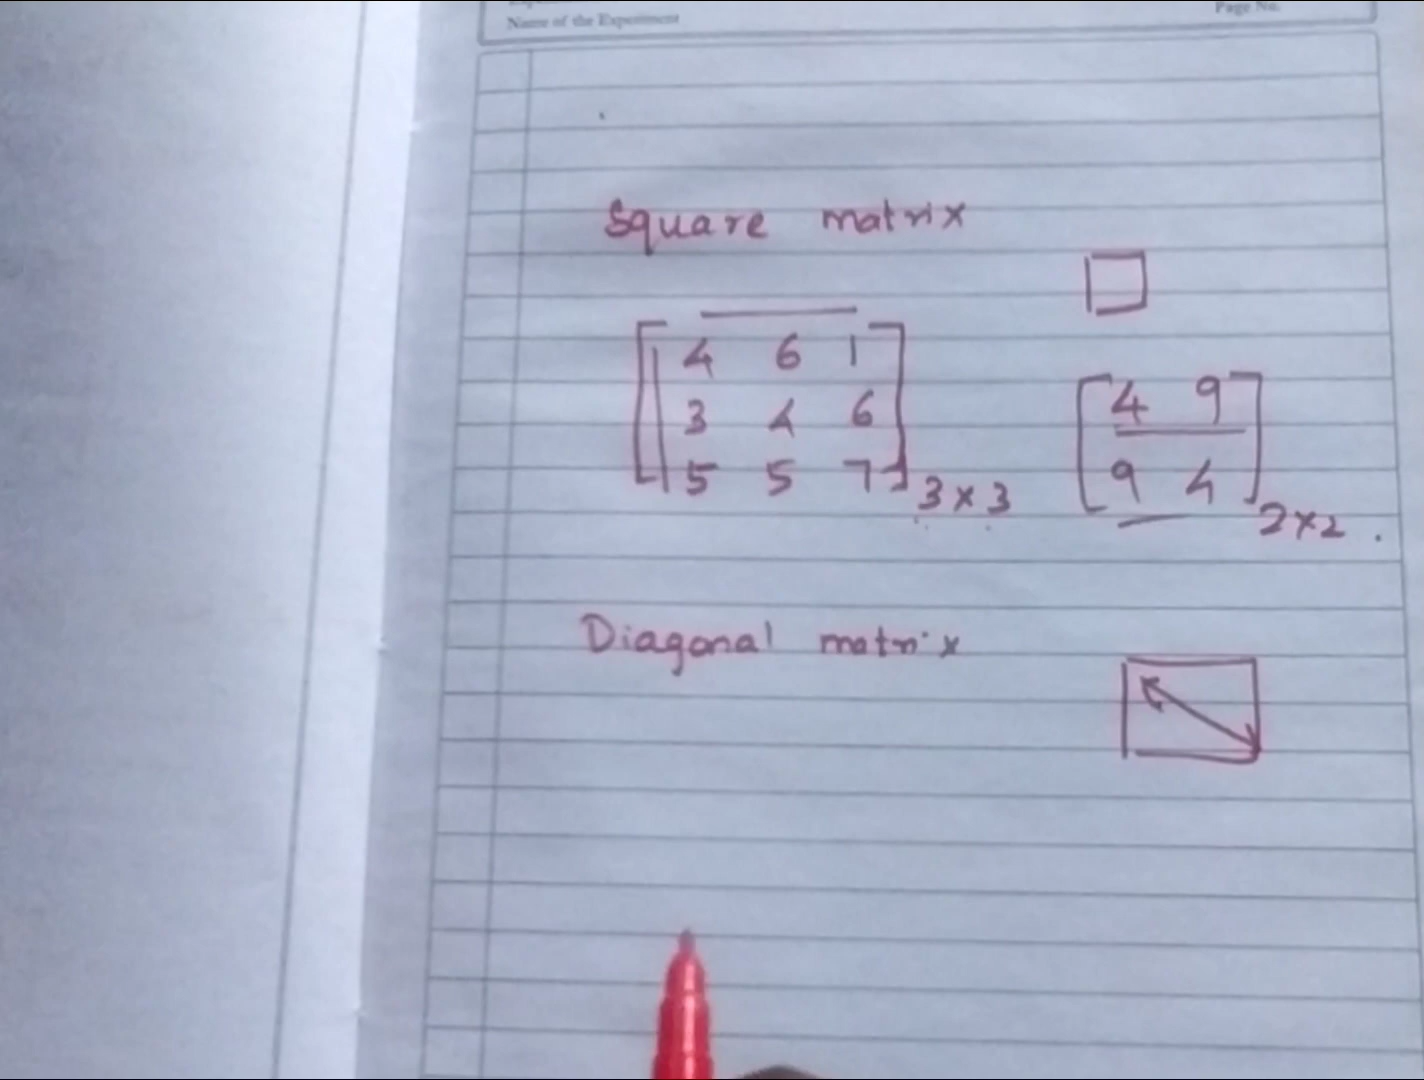 Name of the Experiment
Page No.
Square matrix
4 6 1
3 4 6
5 5 7
3 x 3
4 9
9 4
2 x 2 .
Diagonal matrix